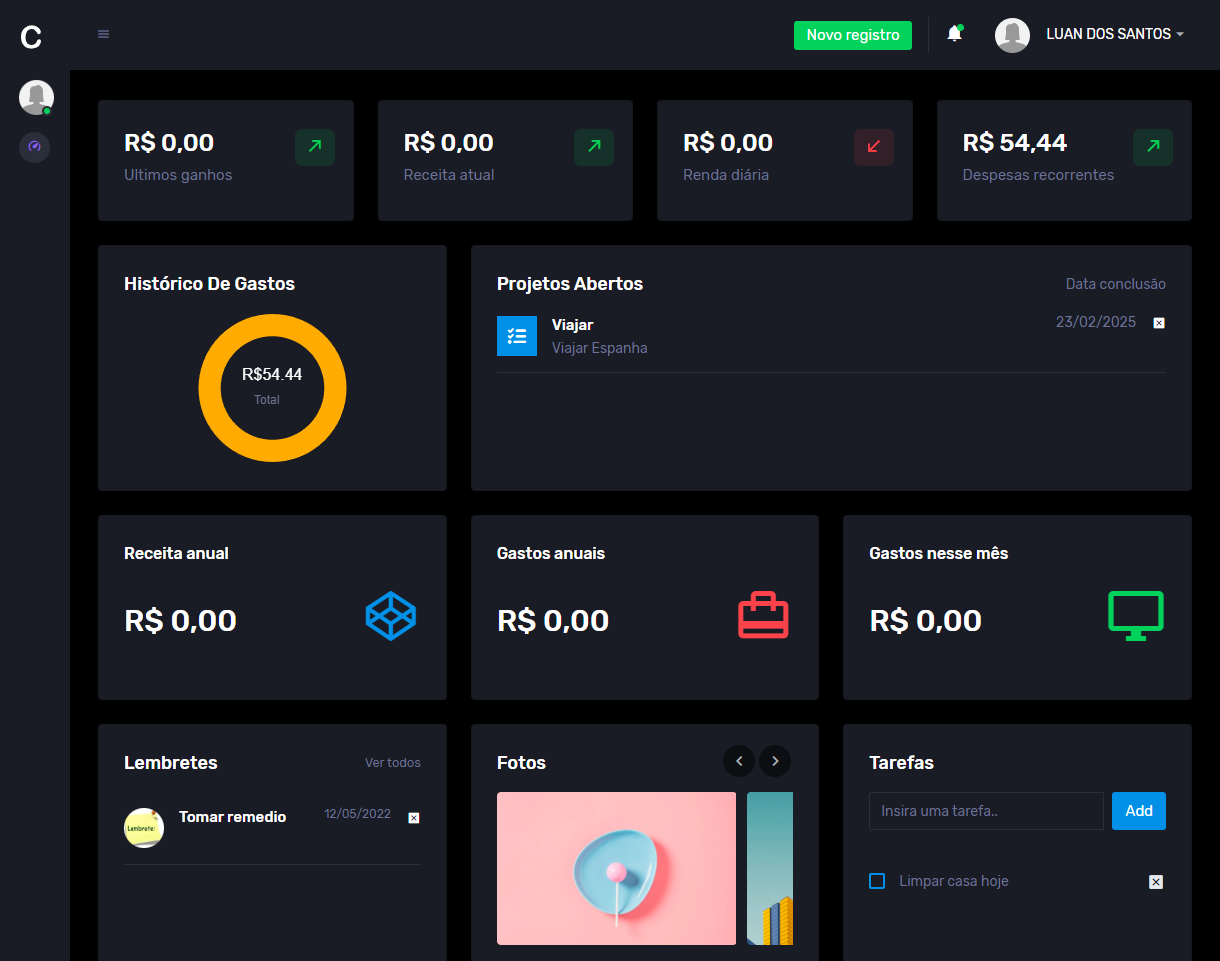 C
Novo registro
LUAN DOS SANTOS
R$ 0,00
Ultimos ganhos
R$ 0,00
Receita atual
R$ 0,00
Renda diária
R$ 54,44
Despesas recorrentes
Histórico De Gastos
R$54.44
Total
Projetos Abertos
Data conclusão
Viajar
23/02/2025
Viajar Espanha
Receita anual
R$ 0,00
Gastos anuais
R$ 0,00
Gastos nesse mês
R$ 0,00
Lembretes
Ver todos
Lembrete:
Tomar remedio
12/05/2022
Fotos
Tarefas
Insira uma tarefa..
Add
Limpar casa hoje